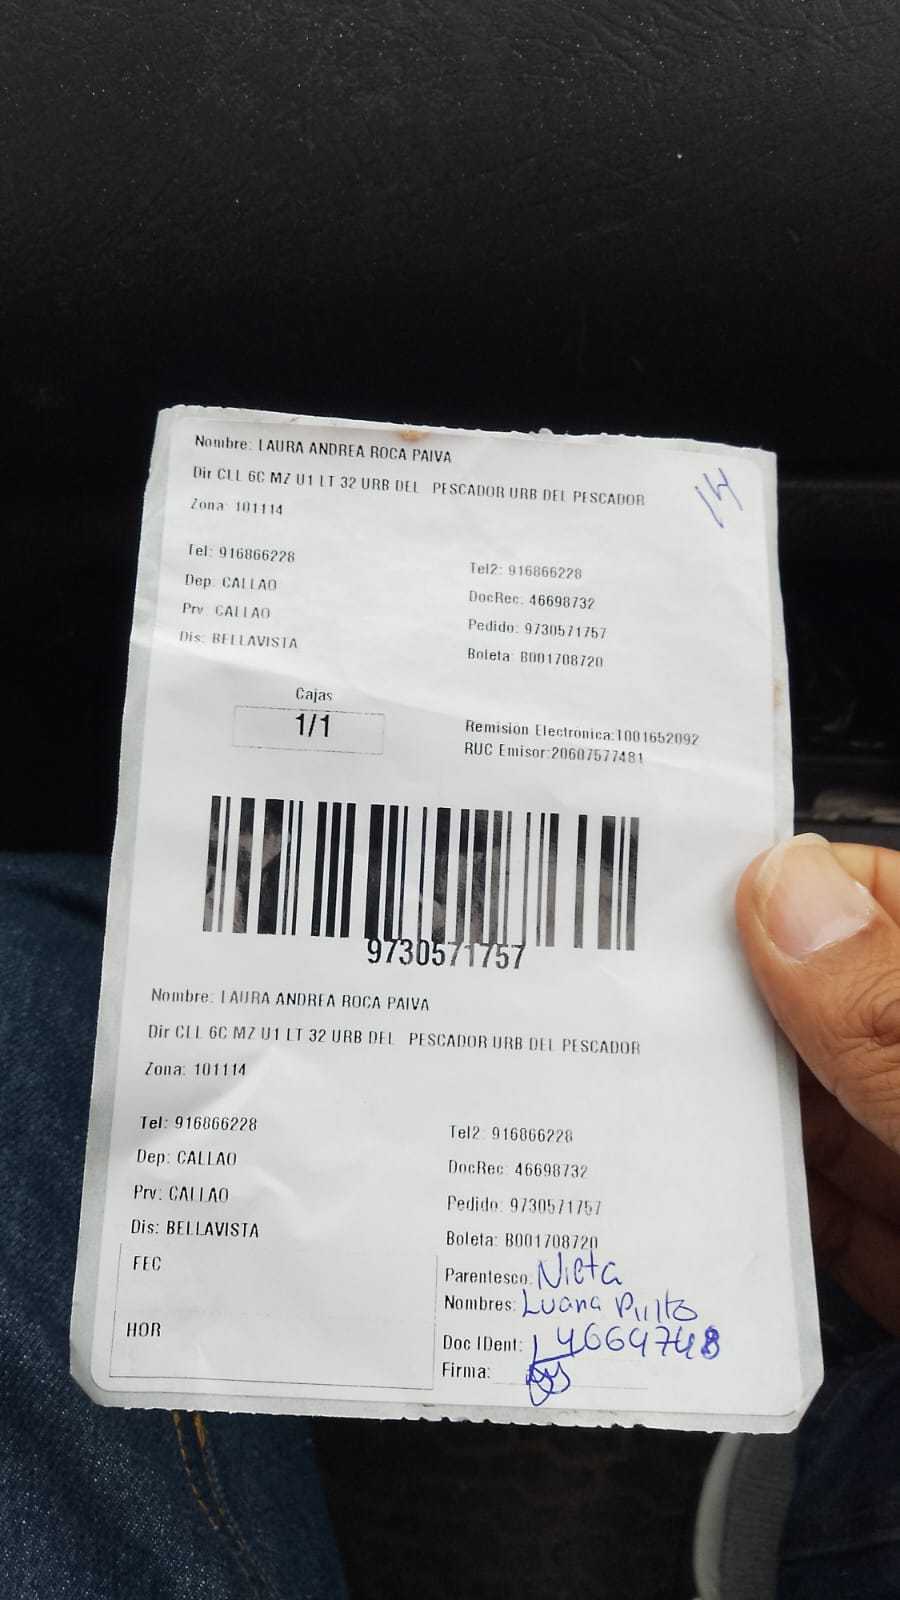 Nombre: LAURA ANDREA ROCA PAIVA
Dir CLL 6C MZ U1 LT 32 URB DEL PESCADOR URB DEL PESCADOR
14
Zona: 101114
Tel: 916866228
Tel2: 916866228
Dep: CALLAO
DocRec: 46698732
Prv: CALLAO
Pedido: 9730571757
Dis: BELLAVISTA
Boleta: B001708720
Cajas
1/1
Remisión Electrónica:T001652092
RUC Emisor:20607577481
9730571757
Nombre: LAURA ANDREA ROCA PAIVA
Dir CLL 6C MZ U1 LT 32 URB DEL PESCADOR URB DEL PESCADOR
Zona: 101114
Tel: 916866228
Tel2: 916866228
Dep: CALLAO
DocRec: 46698732
Prv: CALLAO
Pedido: 9730571757
Dis: BELLAVISTA
Boleta: B001708720
FEC
Parentesco: Nieta
Nombres: Luana Pinto
HOR
Doc IDent:
Firma: